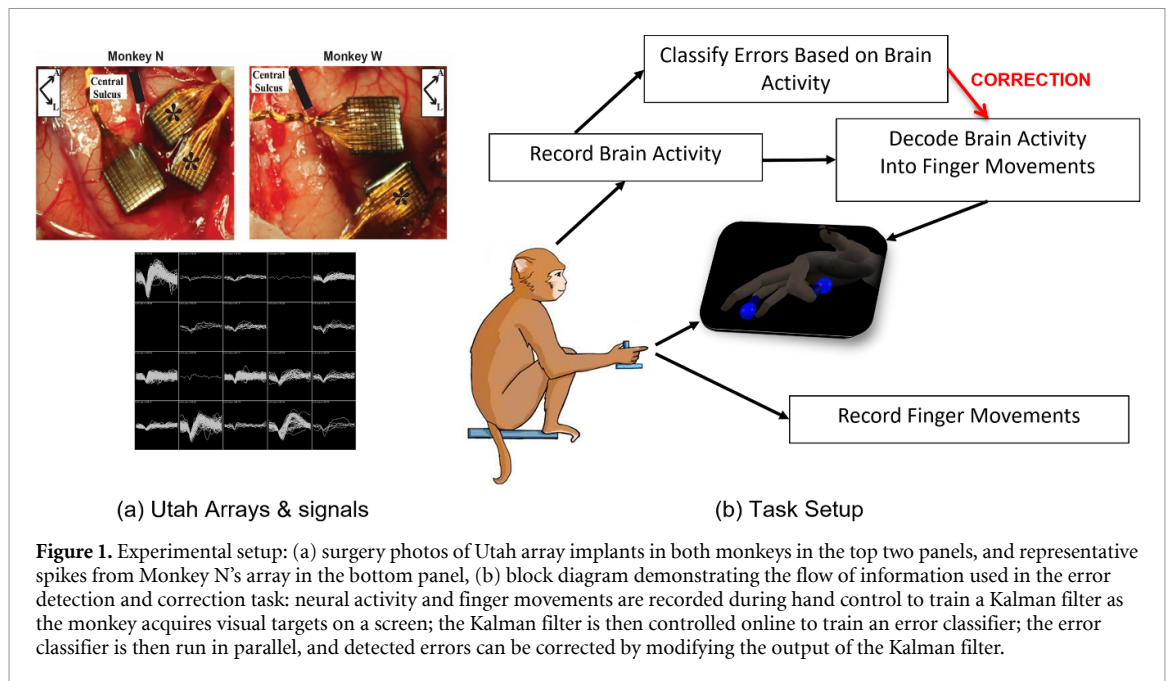 Monkey N
Monkey W
A
L
Central
Sulcus
Central
Sulcus
A
L
*
*
*
(a) Utah Arrays & signals
Classify Errors Based on Brain
Activity
CORRECTION
Record Brain Activity
Decode Brain Activity
Into Finger Movements
Record Finger Movements
(b) Task Setup
Figure 1. Experimental setup: (a) surgery photos of Utah array implants in both monkeys in the top two panels, and representative
spikes from Monkey N’s array in the bottom panel, (b) block diagram demonstrating the flow of information used in the error
detection and correction task: neural activity and finger movements are recorded during hand control to train a Kalman filter as
the monkey acquires visual targets on a screen; the Kalman filter is then controlled online to train an error classifier; the error
classifier is then run in parallel, and detected errors can be corrected by modifying the output of the Kalman filter.